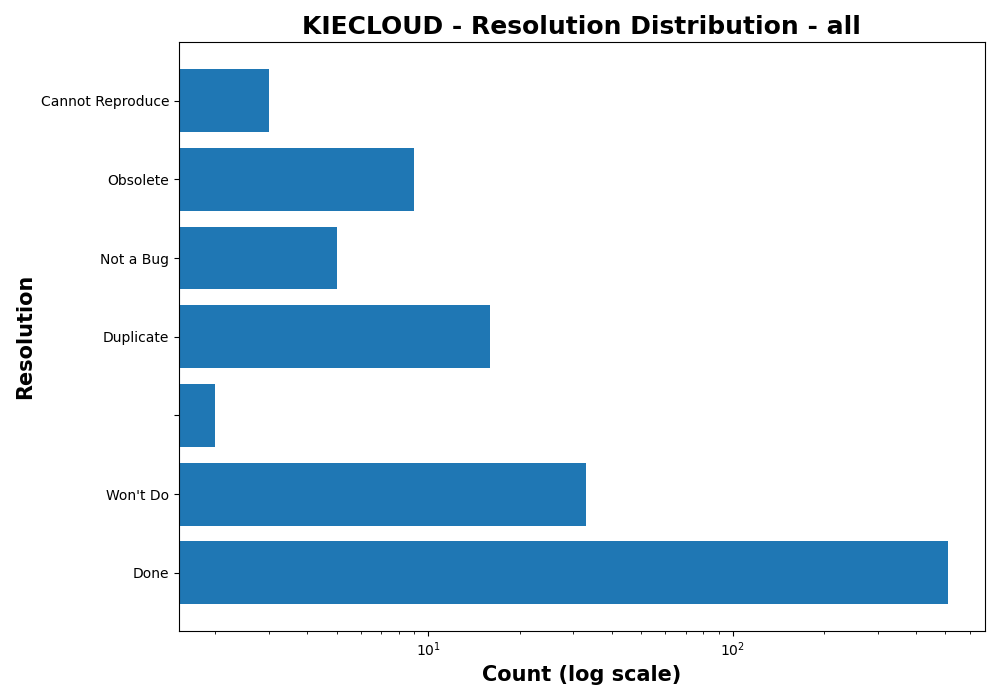 KIECLOUD - Resolution Distribution - all
Cannot Reproduce
Obsolete
Not a Bug
Duplicate
Won't Do
Done
Resolution
10¹
10²
Count (log scale)